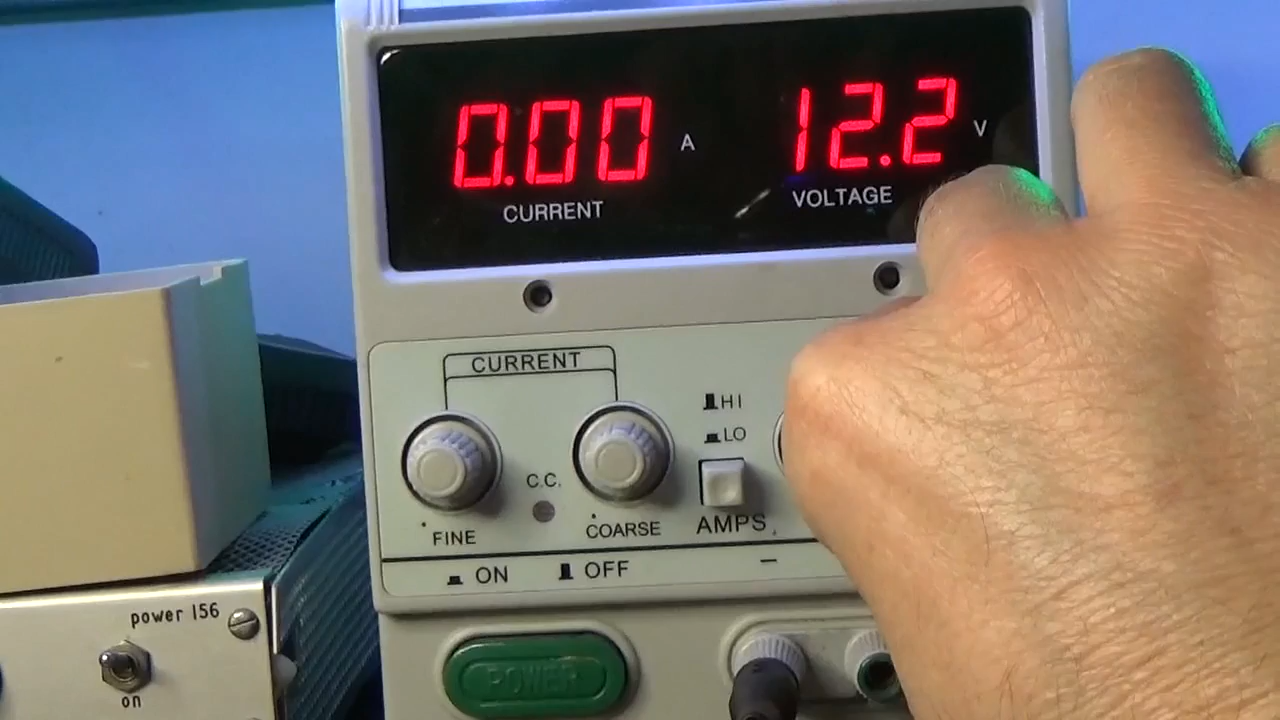 0.00 A 12.2 V
CURRENT VOLTAGE
CURRENT
HI
LO
C.C.
FINE COARSE AMPS
ON OFF
POWER
power 156
on